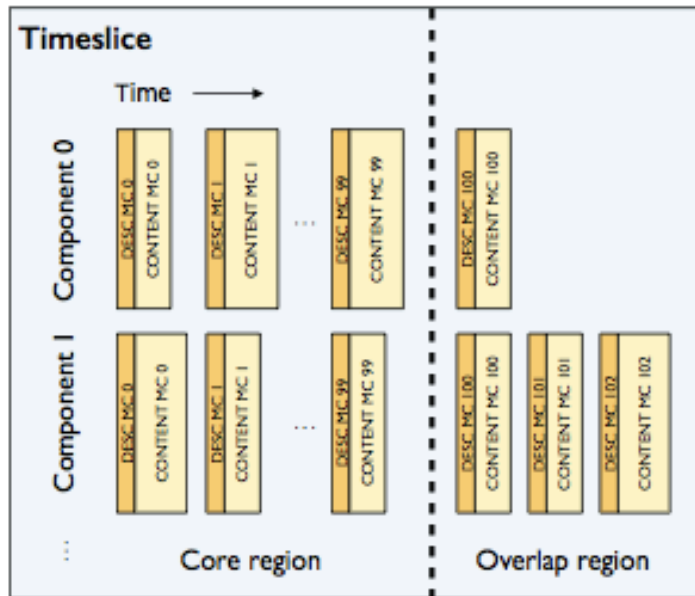 Timeslice
Time
Component 0
DESC MC 0
CONTENT MC 0
DESC MC 1
CONTENT MC 1
...
DESC MC 99
CONTENT MC 99
DESC MC 100
CONTENT MC 100
Component 1
DESC MC 0
CONTENT MC 0
DESC MC 1
CONTENT MC 1
...
DESC MC 99
CONTENT MC 99
DESC MC 100
CONTENT MC 100
DESC MC 101
CONTENT MC 101
DESC MC 102
CONTENT MC 102
...
Core region
Overlap region